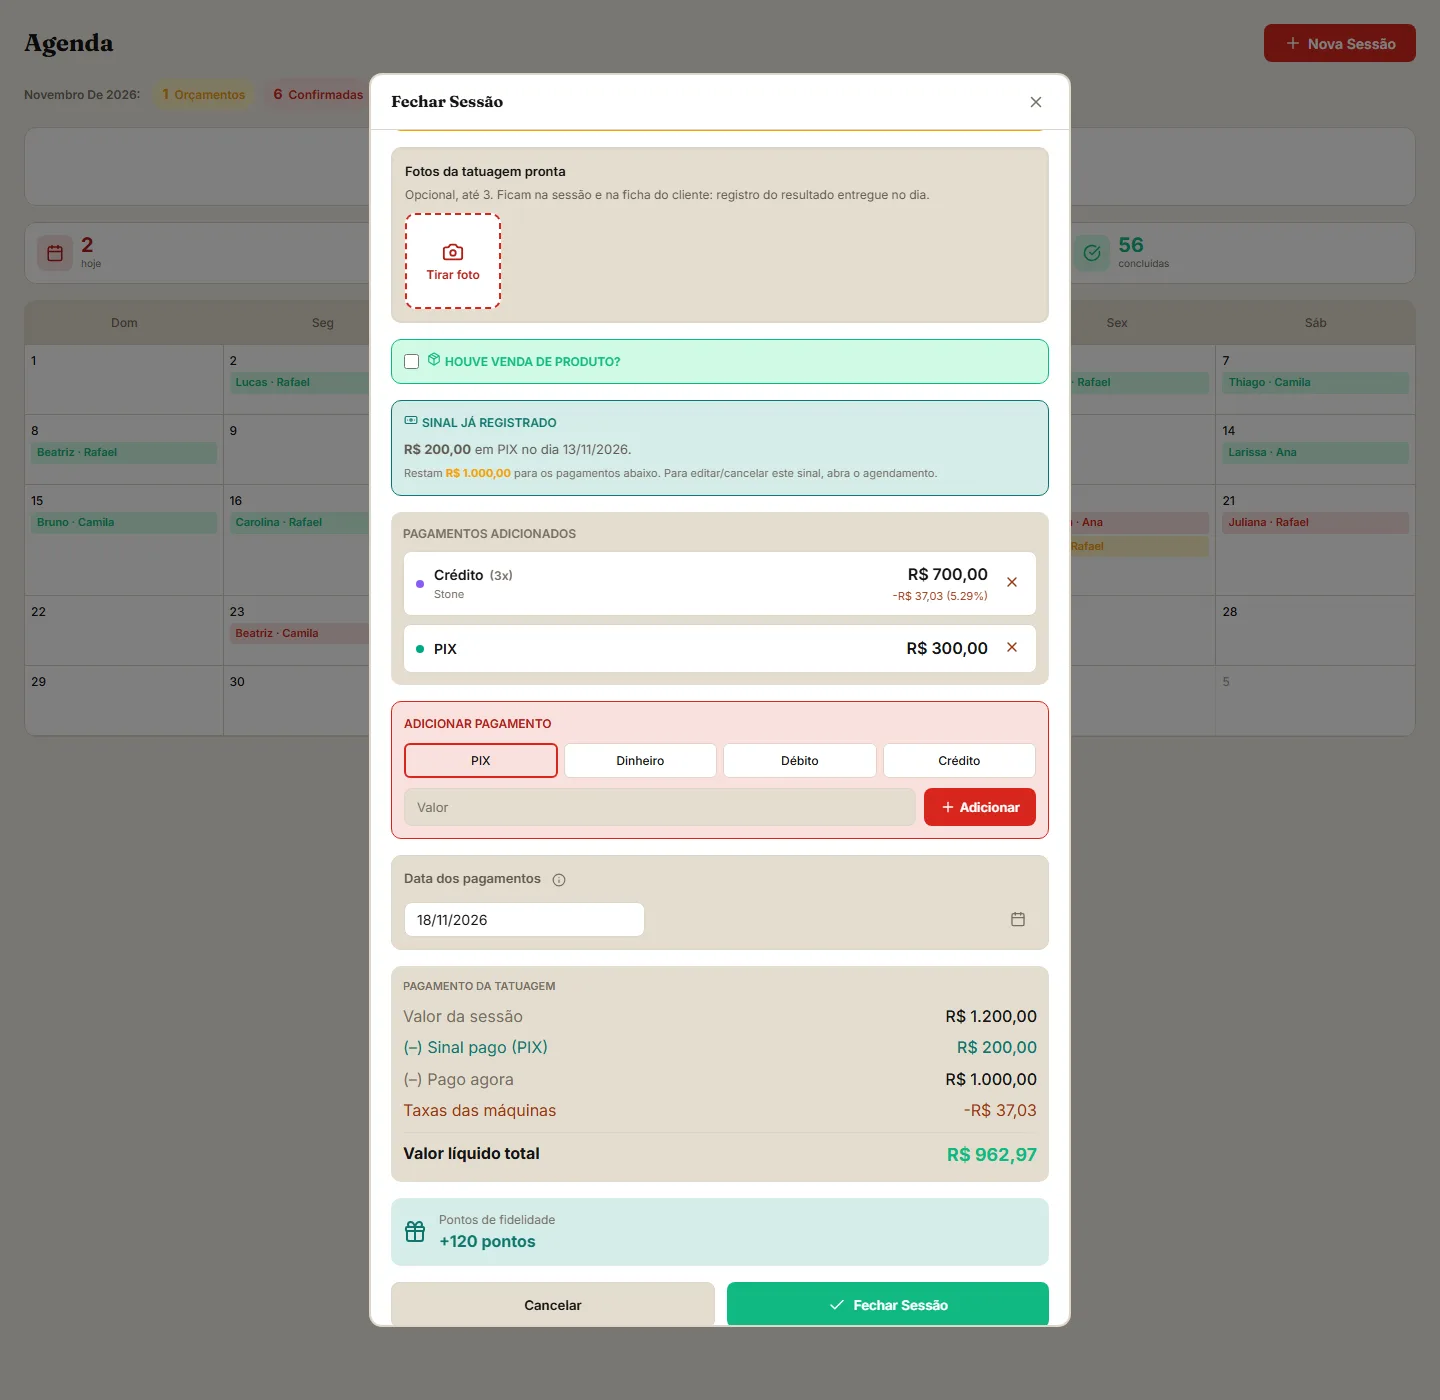 Agenda
+ Nova Sessão
Novembro De 2026:
1 Orçamentos
6 Confirmadas
2
hoje
56
concluídas
Dom
Seg
Sex
Sáb
1
2
Lucas · Rafael
· Rafael
7
Thiago · Camila
8
Beatriz · Rafael
9
14
Larissa · Ana
15
Bruno · Camila
16
Carolina · Rafael
· Ana
Rafael
21
Juliana · Rafael
22
23
Beatriz · Camila
28
29
30
5
Fechar Sessão
Fotos da tatuagem pronta
Opcional, até 3. Ficam na sessão e na ficha do cliente: registro do resultado entregue no dia.
Tirar foto
HOUVE VENDA DE PRODUTO?
SINAL JÁ REGISTRADO
R$ 200,00 em PIX no dia 13/11/2026.
Restam R$ 1.000,00 para os pagamentos abaixo. Para editar/cancelar este sinal, abra o agendamento.
PAGAMENTOS ADICIONADOS
Crédito (3x)
R$ 700,00
Stone
-R$ 37,03 (5.29%)
PIX
R$ 300,00
ADICIONAR PAGAMENTO
PIX
Dinheiro
Débito
Crédito
Valor
+ Adicionar
Data dos pagamentos
18/11/2026
PAGAMENTO DA TATUAGEM
Valor da sessão
R$ 1.200,00
(–) Sinal pago (PIX)
R$ 200,00
(–) Pago agora
R$ 1.000,00
Taxas das máquinas
-R$ 37,03
Valor líquido total
R$ 962,97
Pontos de fidelidade
+120 pontos
Cancelar
Fechar Sessão